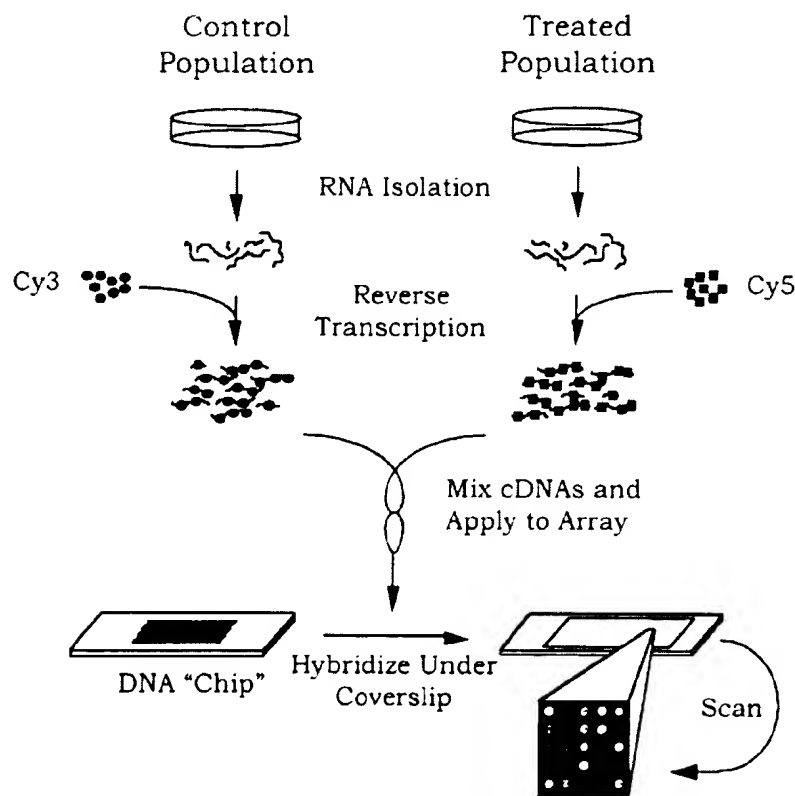 Control
Population
Treated
Population
RNA Isolation
Cy3
Reverse
Transcription
Cy5
Mix cDNAs and
Apply to Array
DNA “Chip”
Hybridize Under
Coverslip
Scan